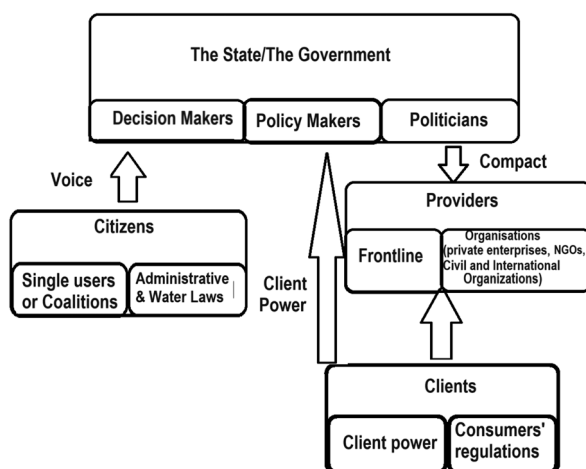 The State/The Government
Decision Makers
Policy Makers
Politicians
Voice
Compact
Citizens
Single users
or Coalitions
Administrative
& Water Laws
Client
Power
Providers
Frontline
Organisations
(private enterprises, NGOs,
Civil and International
Organizations)
Clients
Client power
Consumers'
regulations